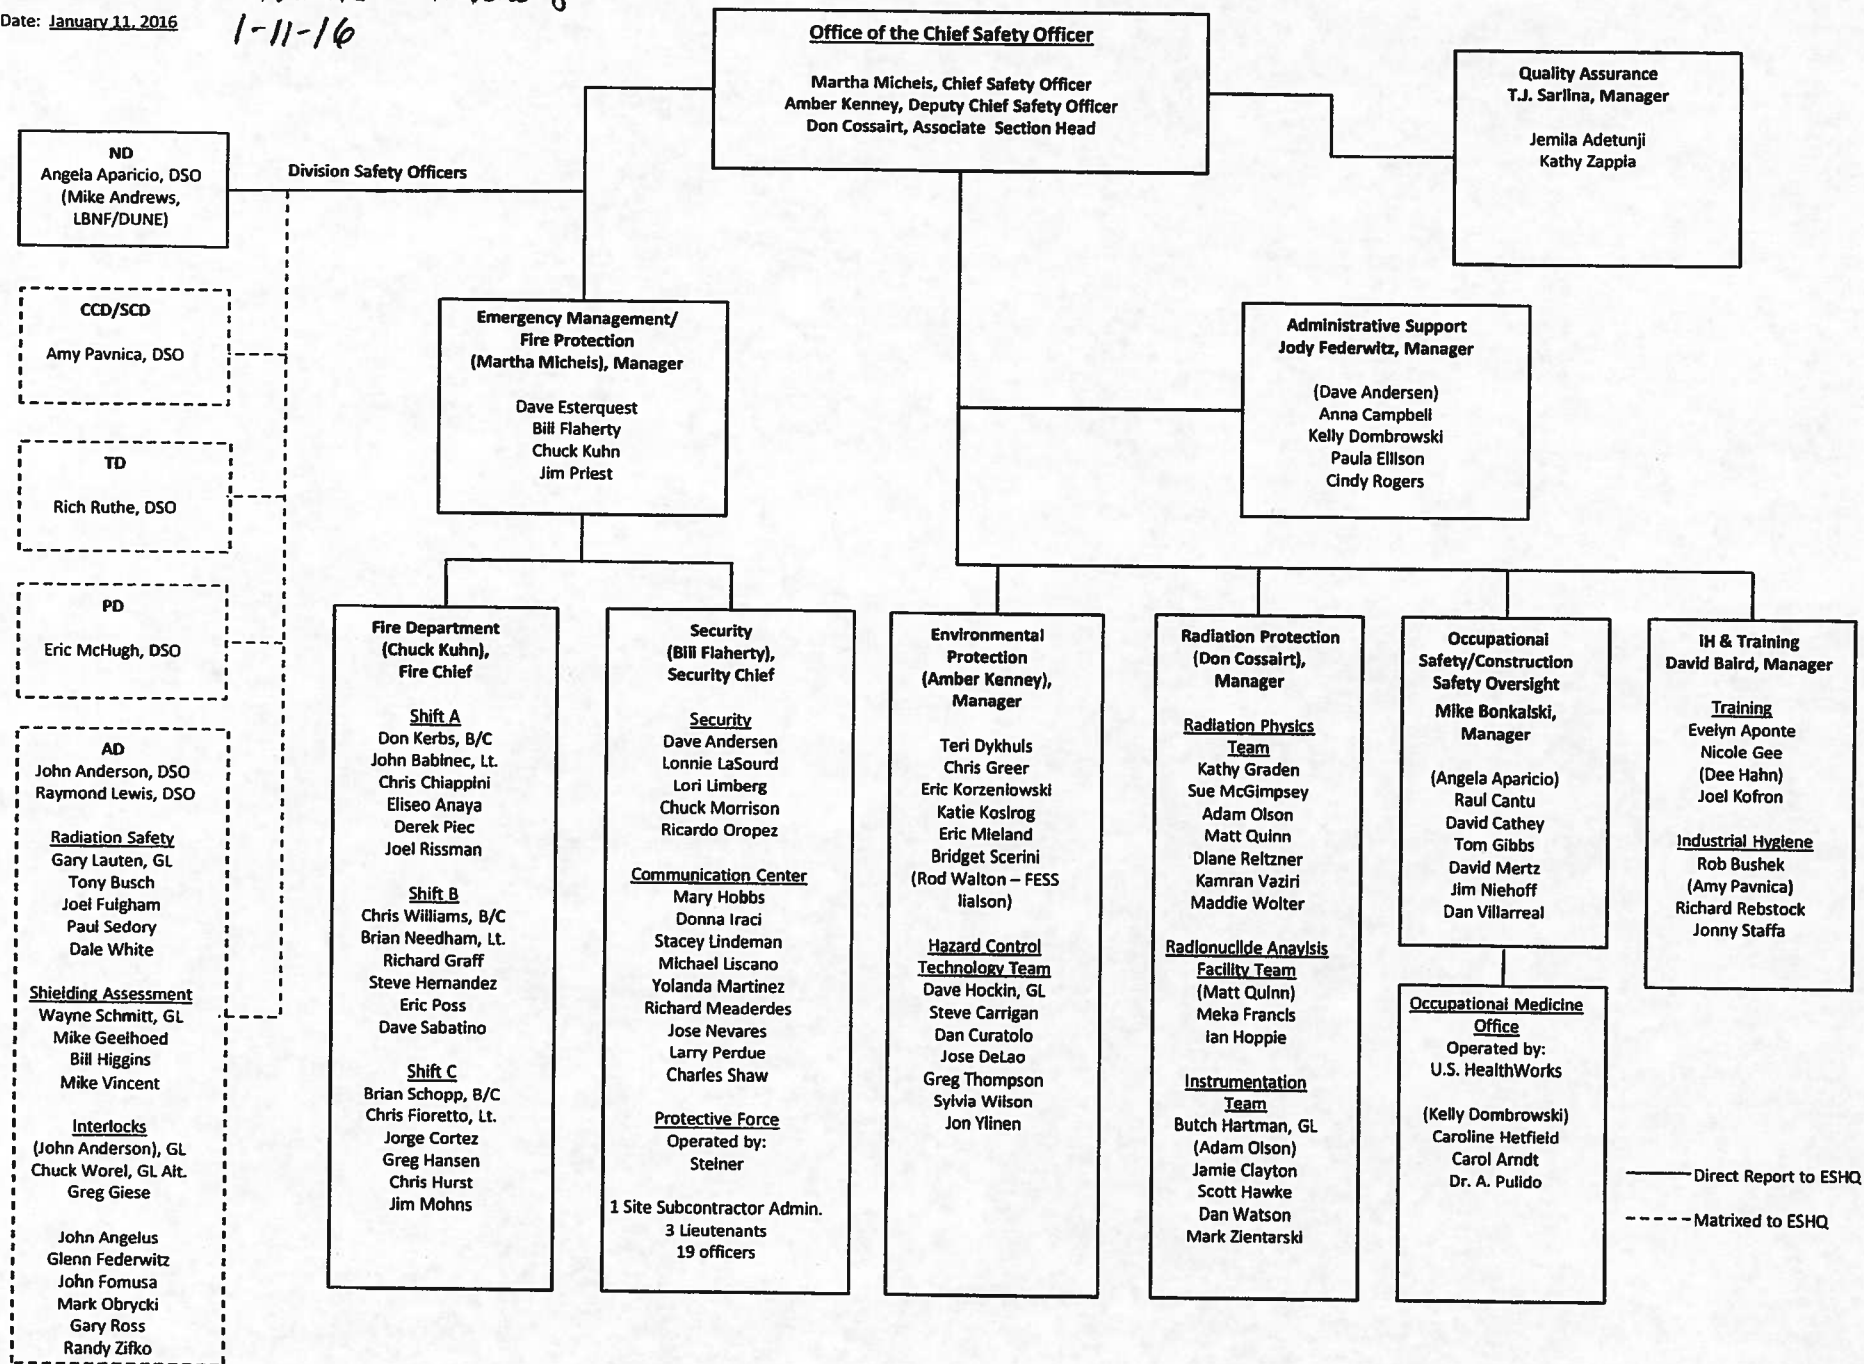 Date: January 11, 2016
1-11-16
Office of the Chief Safety Officer
Martha Micheis, Chief Safety Officer
Amber Kenney, Deputy Chief Safety Officer
Don Cossairt, Associate Section Head
Quality Assurance
T.J. Sarlina, Manager
Jemila Adetunji
Kathy Zappia
ND
Angela Aparicio, DSO
(Mike Andrews,
LBNF/DUNE)
Division Safety Officers
CCD/SCD
Amy Pavnica, DSO
TD
Rich Ruthe, DSO
PD
Eric McHugh, DSO
AD
John Anderson, DSO
Raymond Lewis, DSO
Radiation Safety
Gary Lauten, GL
Tony Busch
Joel Fulgham
Paul Sedory
Dale White
Shielding Assessment
Wayne Schmitt, GL
Mike Geelhoed
Bill Higgins
Mike Vincent
Interlocks
(John Anderson), GL
Chuck Worel, GL Alt.
Greg Giese
John Angelus
Glenn Federwitz
John Fomusa
Mark Obrycki
Gary Ross
Randy Zifko
Emergency Management/
Fire Protection
(Martha Micheis), Manager
Dave Esterquest
Bill Flaherty
Chuck Kuhn
Jim Priest
Administrative Support
Jody Federwitz, Manager
(Dave Andersen)
Anna Campbell
Kelly Dombrowski
Paula Ellison
Cindy Rogers
Fire Department
(Chuck Kuhn),
Fire Chief
Shift A
Don Kerbs, B/C
John Babinec, Lt.
Chris Chiappini
Eliseo Anaya
Derek Piec
Joel Rissman
Shift B
Chris Williams, B/C
Brian Needham, Lt.
Richard Graff
Steve Hernandez
Eric Poss
Dave Sabatino
Shift C
Brian Schopp, B/C
Chris Fioretto, Lt.
Jorge Cortez
Greg Hansen
Chris Hurst
Jim Mohns
Security
(Bill Flaherty),
Security Chief
Security
Dave Andersen
Lonnie LaSourd
Lori Limberg
Chuck Morrison
Ricardo Oropez
Communication Center
Mary Hobbs
Donna Iraci
Stacey Lindeman
Michael Liscano
Yolanda Martinez
Richard Meaderdes
Jose Nevares
Larry Perdue
Charles Shaw
Protective Force
Operated by:
Steiner
1 Site Subcontractor Admin.
3 Lieutenants
19 officers
Environmental
Protection
(Amber Kenney),
Manager
Teri Dykhuis
Chris Greer
Eric Korzeniowski
Katie Kosirog
Eric Mieland
Bridget Scerini
(Rod Walton – FESS
liaison)
Hazard Control
Technology Team
Dave Hockin, GL
Steve Carrigan
Dan Curatolo
Jose DeLao
Greg Thompson
Sylvia Wilson
Jon Ylinen
Radiation Protection
(Don Cossairt),
Manager
Radiation Physics
Team
Kathy Graden
Sue McGimpsey
Adam Olson
Matt Quinn
Diane Reitzner
Kamran Vaziri
Maddie Wolter
Radionuclide Anaylsis
Facility Team
(Matt Quinn)
Meka Francis
Ian Hoppie
Instrumentation
Team
Butch Hartman, GL
(Adam Olson)
Jamie Clayton
Scott Hawke
Dan Watson
Mark Zientarski
Occupational
Safety/Construction
Safety Oversight
Mike Bonkalski,
Manager
(Angela Aparicio)
Raul Cantu
David Cathey
Tom Gibbs
David Mertz
Jim Niehoff
Dan Villarreal
Occupational Medicine
Office
Operated by:
U.S. HealthWorks
(Kelly Dombrowski)
Caroline Hetfield
Carol Arndt
Dr. A. Pulido
IH & Training
David Baird, Manager
Training
Evelyn Aponte
Nicole Gee
(Dee Hahn)
Joel Kofron
Industrial Hygiene
Rob Bushek
(Amy Pavnica)
Richard Rebstock
Jonny Staffa
Direct Report to ESHQ
Matrixed to ESHQ